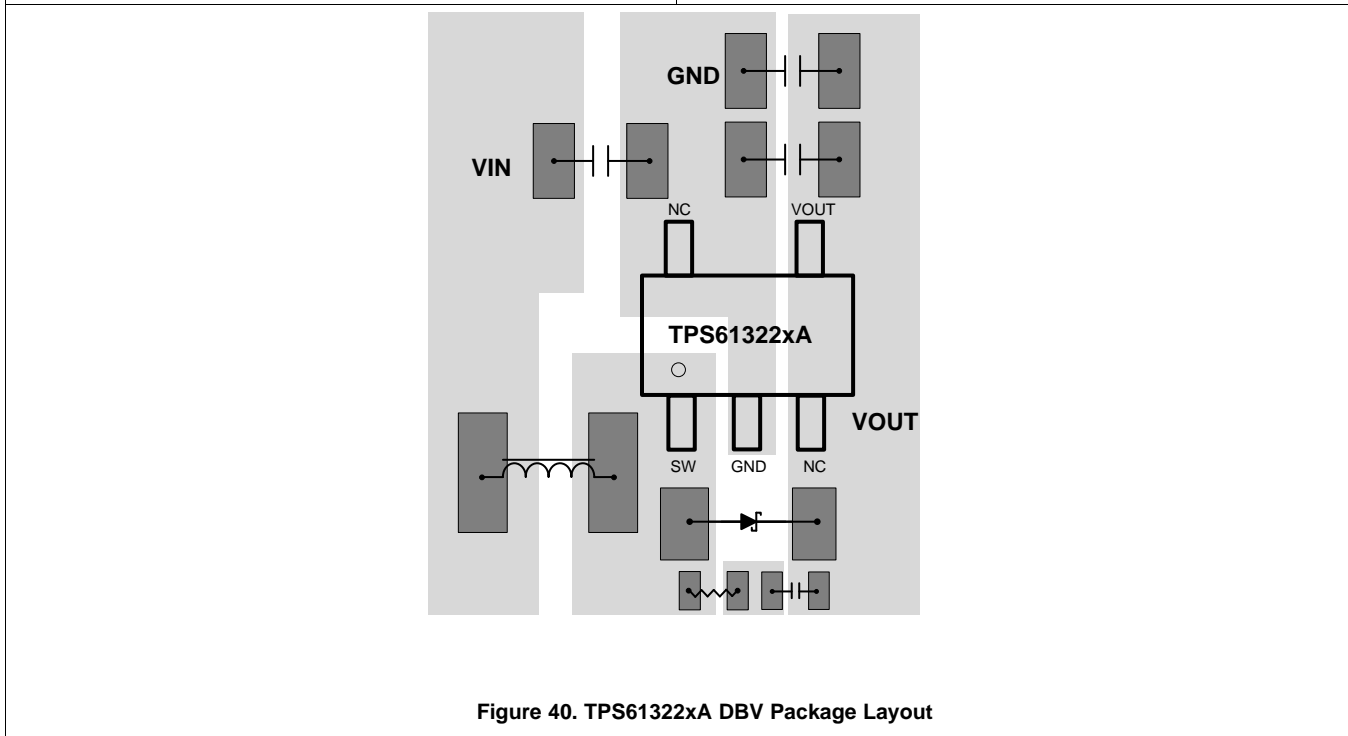 GND
VIN
NC
VOUT
TPS61322xA
VOUT
SW
GND
NC
Figure 40. TPS61322xA DBV Package Layout